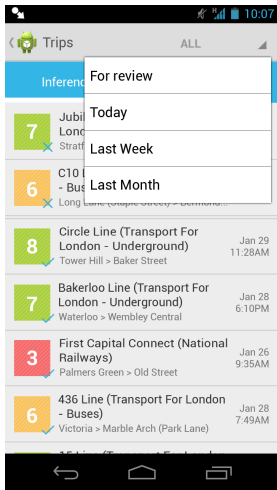 H
10:07
Trips
ALL
For review
Today
Last Week
Last Month
7
6
C10
- Bus
Long Lane (Staple Street) > Bermond...
8
Circle Line (Transport For
London - Underground)
Tower Hill > Baker Street
Jan 29
11:28AM
7
Bakerloo Line (Transport For
London - Underground)
Waterloo > Wembley Central
Jan 28
6:10PM
3
First Capital Connect (National
Railways)
Palmers Green > Old Street
Jan 26
9:35AM
6
436 Line (Transport For London
- Buses)
Victoria > Marble Arch (Park Lane)
Jan 28
7:49AM